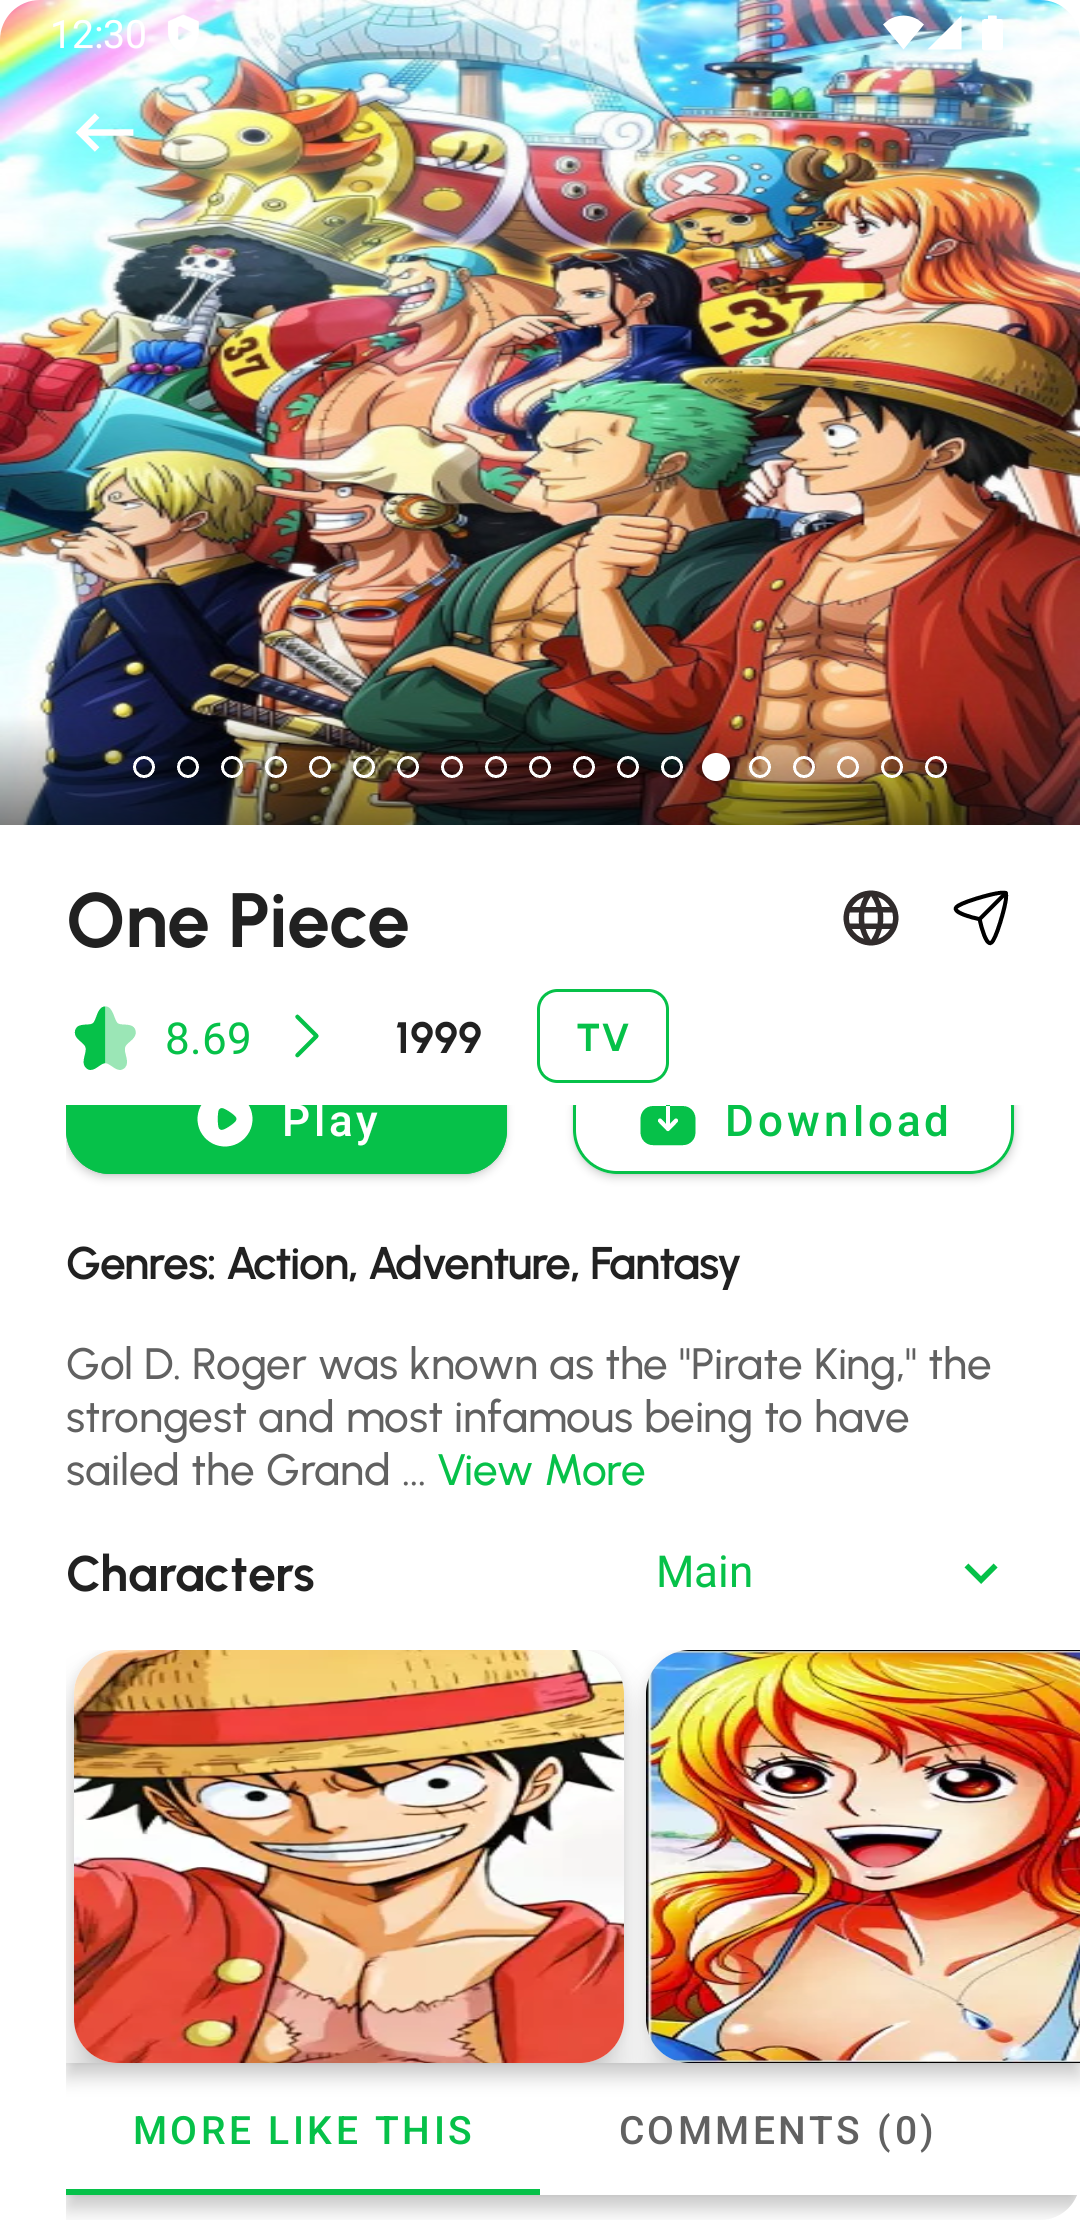 12:30
37
-37
One Piece
8.69
1999
TV
Play
Download
Genres: Action, Adventure, Fantasy
Gol D. Roger was known as the "Pirate King," the
strongest and most infamous being to have
sailed the Grand ... View More
Characters
Main
MORE LIKE THIS
COMMENTS (0)